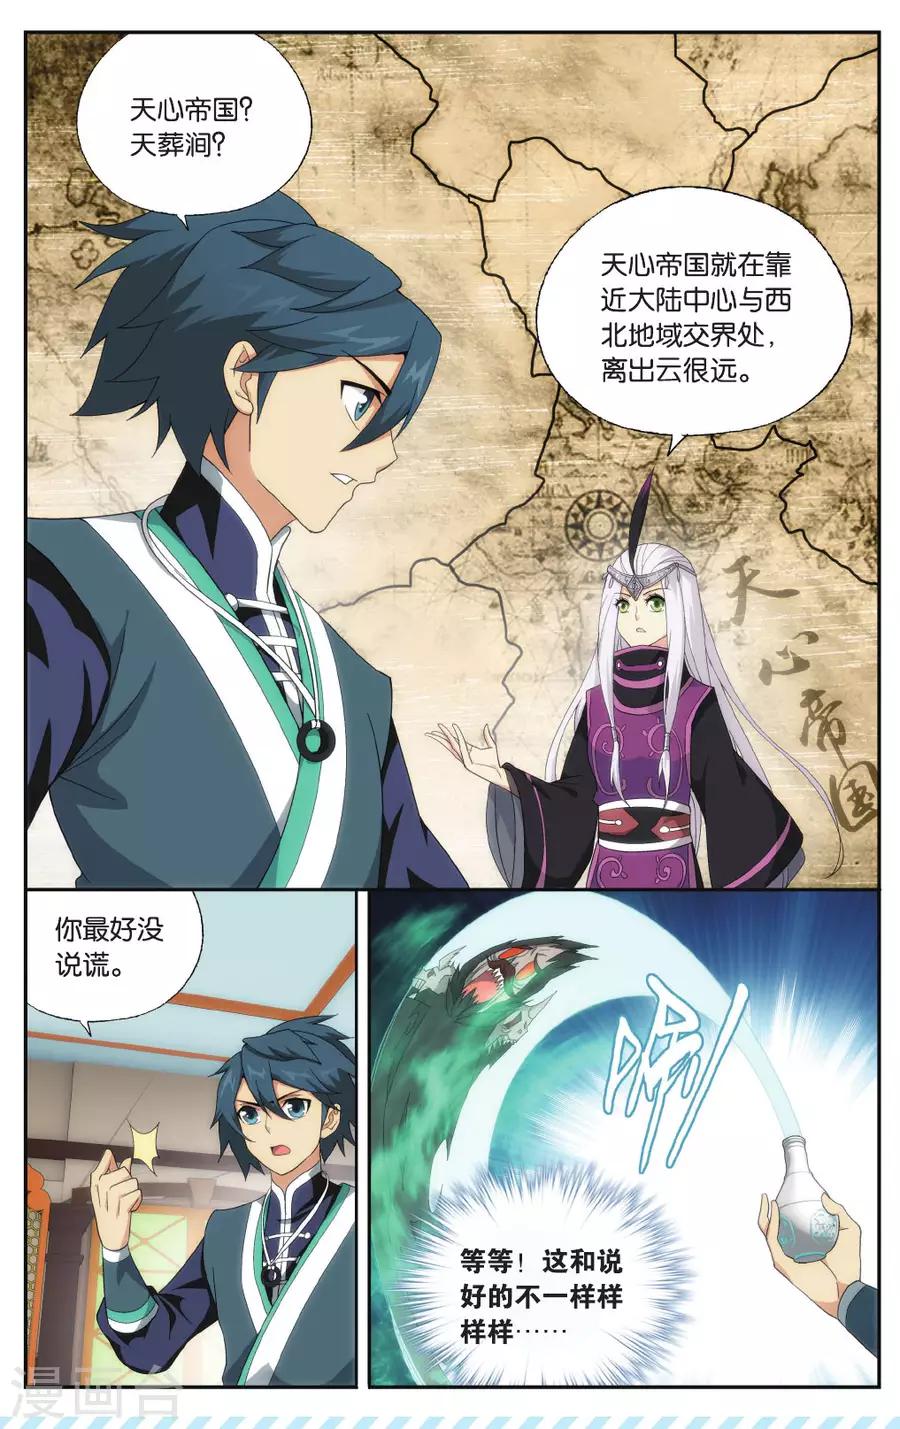 天心帝国?
天葬涧?
天心帝国就在靠
近大陆中心与西
北地域交界处，
离出云很远。
天心帝国
你最好没
说谎。
唰
等等！这和说
好的不一样样
样样……
漫画台